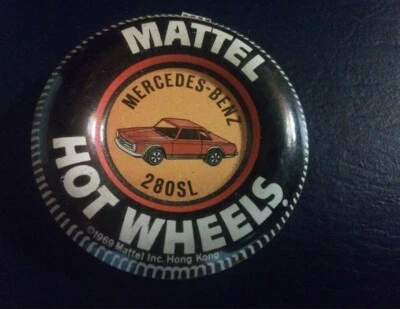 MATTEL
MERCEDES-BENZ
280SL
HOT WHEELS®
©1969 Mattel Inc. Hong Kong